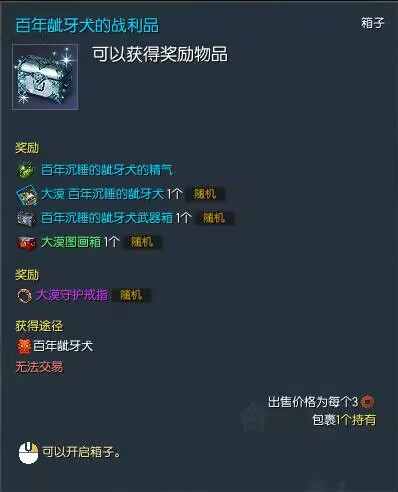 百年龇牙犬的战利品
箱子
可以获得奖励物品
奖励
百年沉睡的龇牙犬的精气
大漠 百年沉睡的龇牙犬 1个 随机
百年沉睡的龇牙犬武器箱 1个 随机
大漠图画箱 1个 随机
奖励
大漠守护戒指 随机
获得途径
百年龇牙犬
无法交易
出售价格为每个3
包裹1个持有
可以开启箱子。